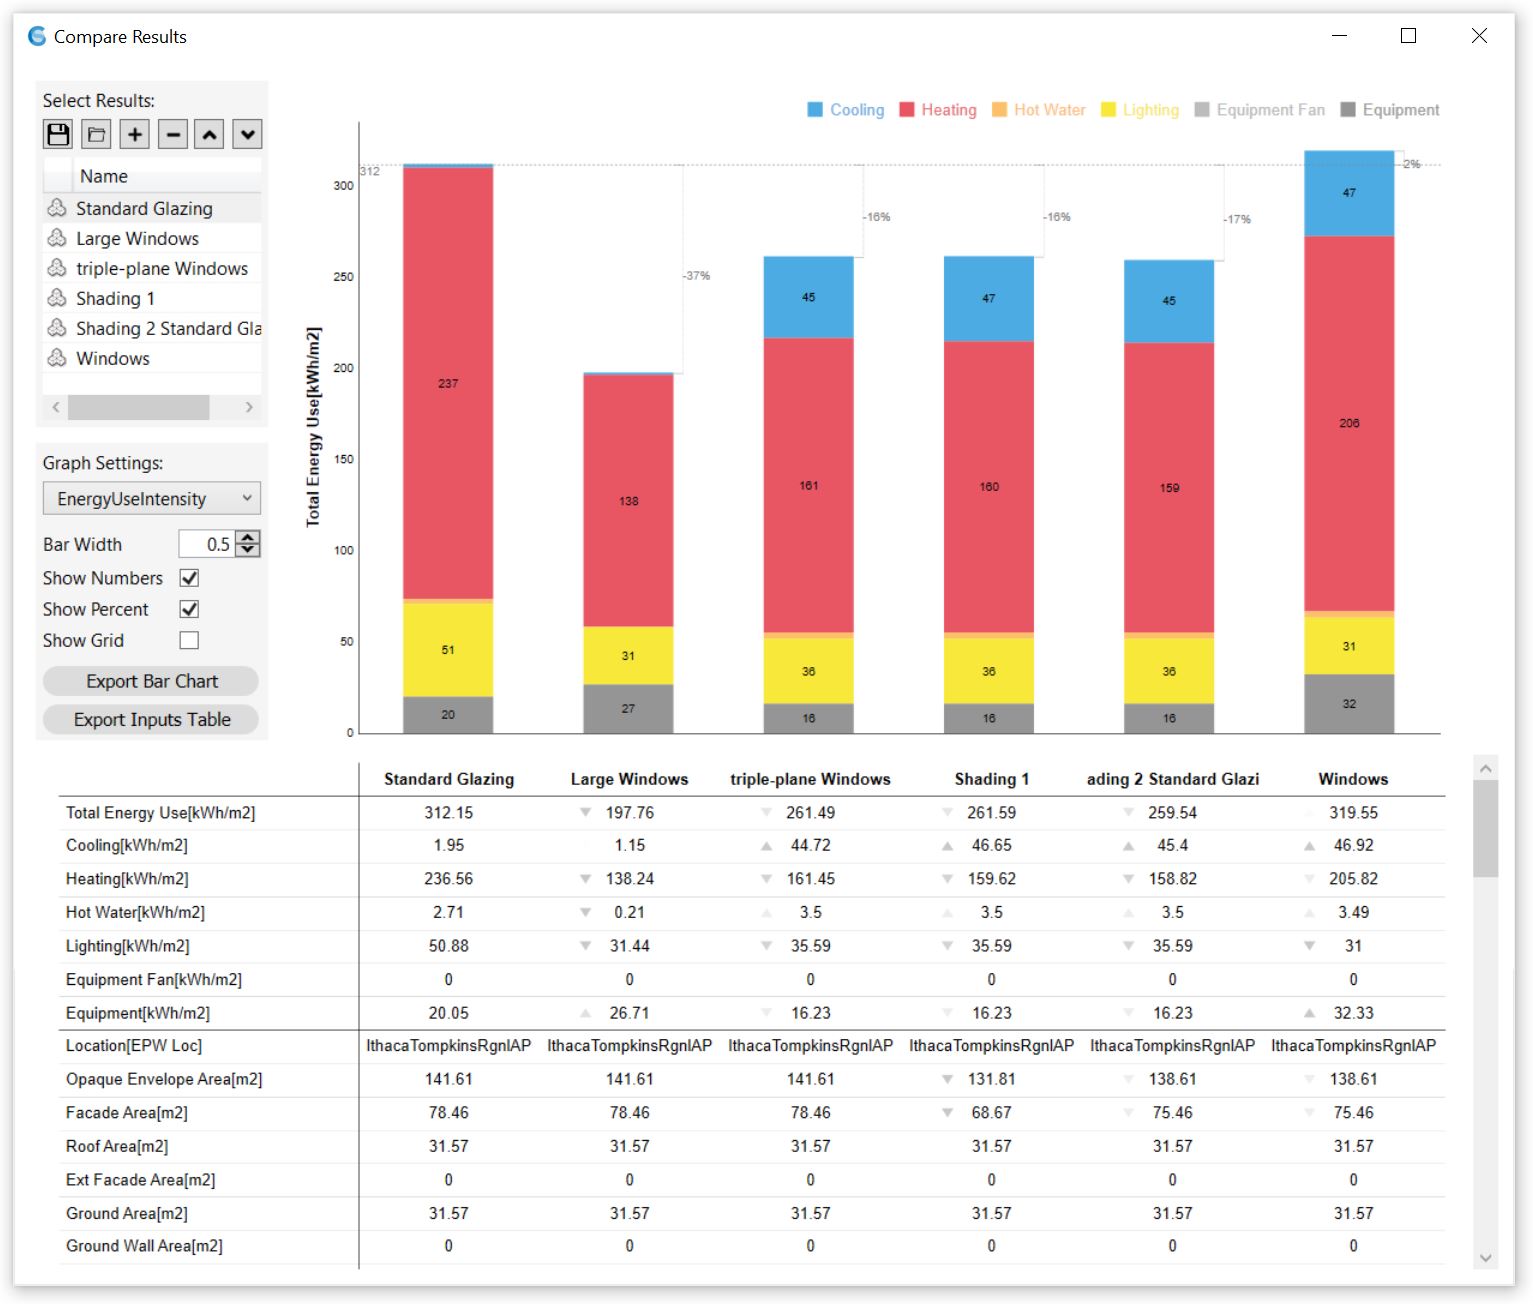 Compare Results
Select Results:
Name
Standard Glazing
Large Windows
triple-plane Windows
Shading 1
Shading 2 Standard Gla
Windows
Graph Settings:
EnergyUseIntensity
Bar Width 0.5
Show Numbers
Show Percent
Show Grid
Export Bar Chart
Export Inputs Table
Cooling Heating Hot Water Lighting Equipment Fan Equipment
Total Energy Use[kWh/m2]
300
250
200
150
100
50
0
312
237
51
20
-37%
138
31
27
-16%
45
161
36
16
-16%
47
160
36
16
-17%
45
159
36
16
2%
47
206
31
32
Standard Glazing Large Windows triple-plane Windows Shading 1 ading 2 Standard Glazi Windows
Total Energy Use[kWh/m2] 312.15 197.76 261.49 261.59 259.54 319.55
Cooling[kWh/m2] 1.95 1.15 44.72 46.65 45.4 46.92
Heating[kWh/m2] 236.56 138.24 161.45 159.62 158.82 205.82
Hot Water[kWh/m2] 2.71 0.21 3.5 3.5 3.5 3.49
Lighting[kWh/m2] 50.88 31.44 35.59 35.59 35.59 31
Equipment Fan[kWh/m2] 0 0 0 0 0 0
Equipment[kWh/m2] 20.05 26.71 16.23 16.23 16.23 32.33
Location[EPW Loc] IthacaTompkinsRgnlAP IthacaTompkinsRgnlAP IthacaTompkinsRgnlAP IthacaTompkinsRgnlAP IthacaTompkinsRgnlAP IthacaTompkinsRgnlAP
Opaque Envelope Area[m2] 141.61 141.61 141.61 131.81 138.61 138.61
Facade Area[m2] 78.46 78.46 78.46 68.67 75.46 75.46
Roof Area[m2] 31.57 31.57 31.57 31.57 31.57 31.57
Ext Facade Area[m2] 0 0 0 0 0 0
Ground Area[m2] 31.57 31.57 31.57 31.57 31.57 31.57
Ground Wall Area[m2] 0 0 0 0 0 0